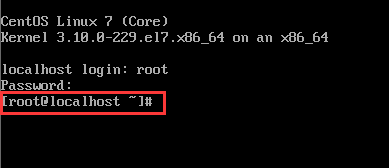 CentOS Linux 7 (Core)
Kernel 3.10.0-229.el7.x86_64 on an x86_64
localhost login: root
Password:
[root@localhost ~]#